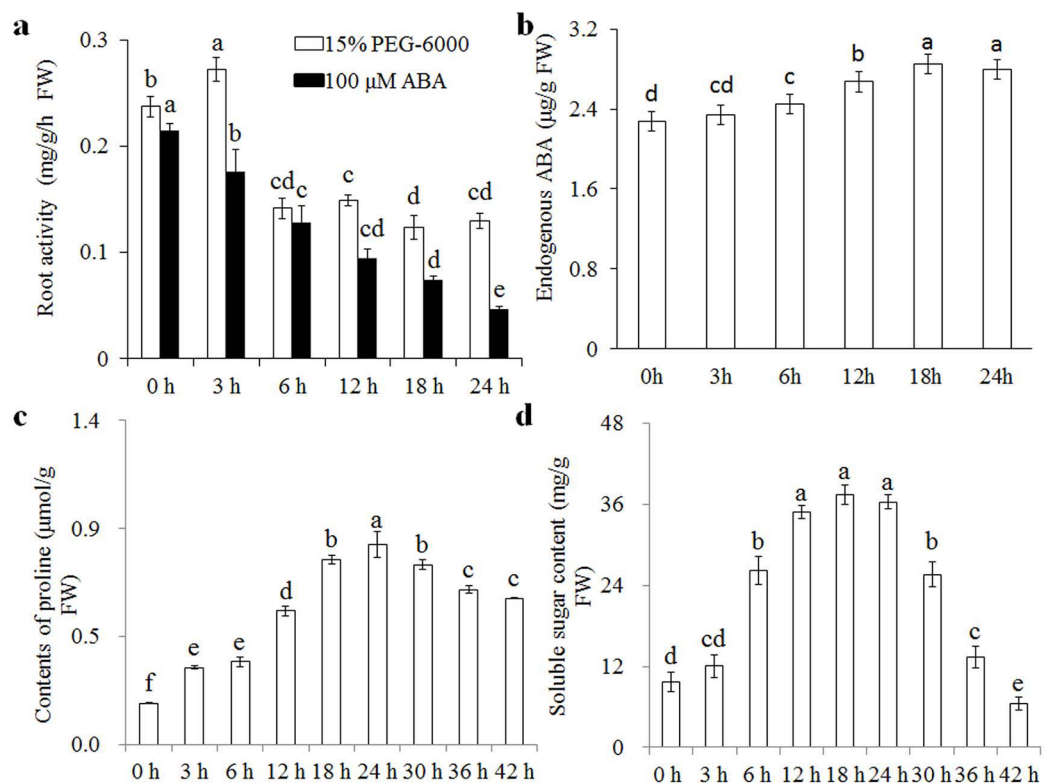 a
Root activity (mg/g/h FW)
0.3
0.2
0.1
0
15% PEG-6000
100 μM ABA
b
a
a
b
cd
c
c
cd
d
d
cd
e
0 h 3 h 6 h 12 h 18 h 24 h
b
Endogenous ABA (μg/g FW)
3.2
2.4
1.6
0.8
0
d
cd
c
b
a
a
0h 3h 6h 12h 18h 24h
c
Contents of proline (μmol/g
FW)
1.4
0.9
0.5
0.0
f
e
e
d
b
a
b
c
c
0 h 3 h 6 h 12 h 18 h 24 h 30 h 36 h 42 h
d
Soluble sugar content (mg/g
FW)
48
36
24
12
0
d
cd
b
a
a
a
b
c
e
0 h 3 h 6 h 12 h 18 h 24 h 30 h 36 h 42 h